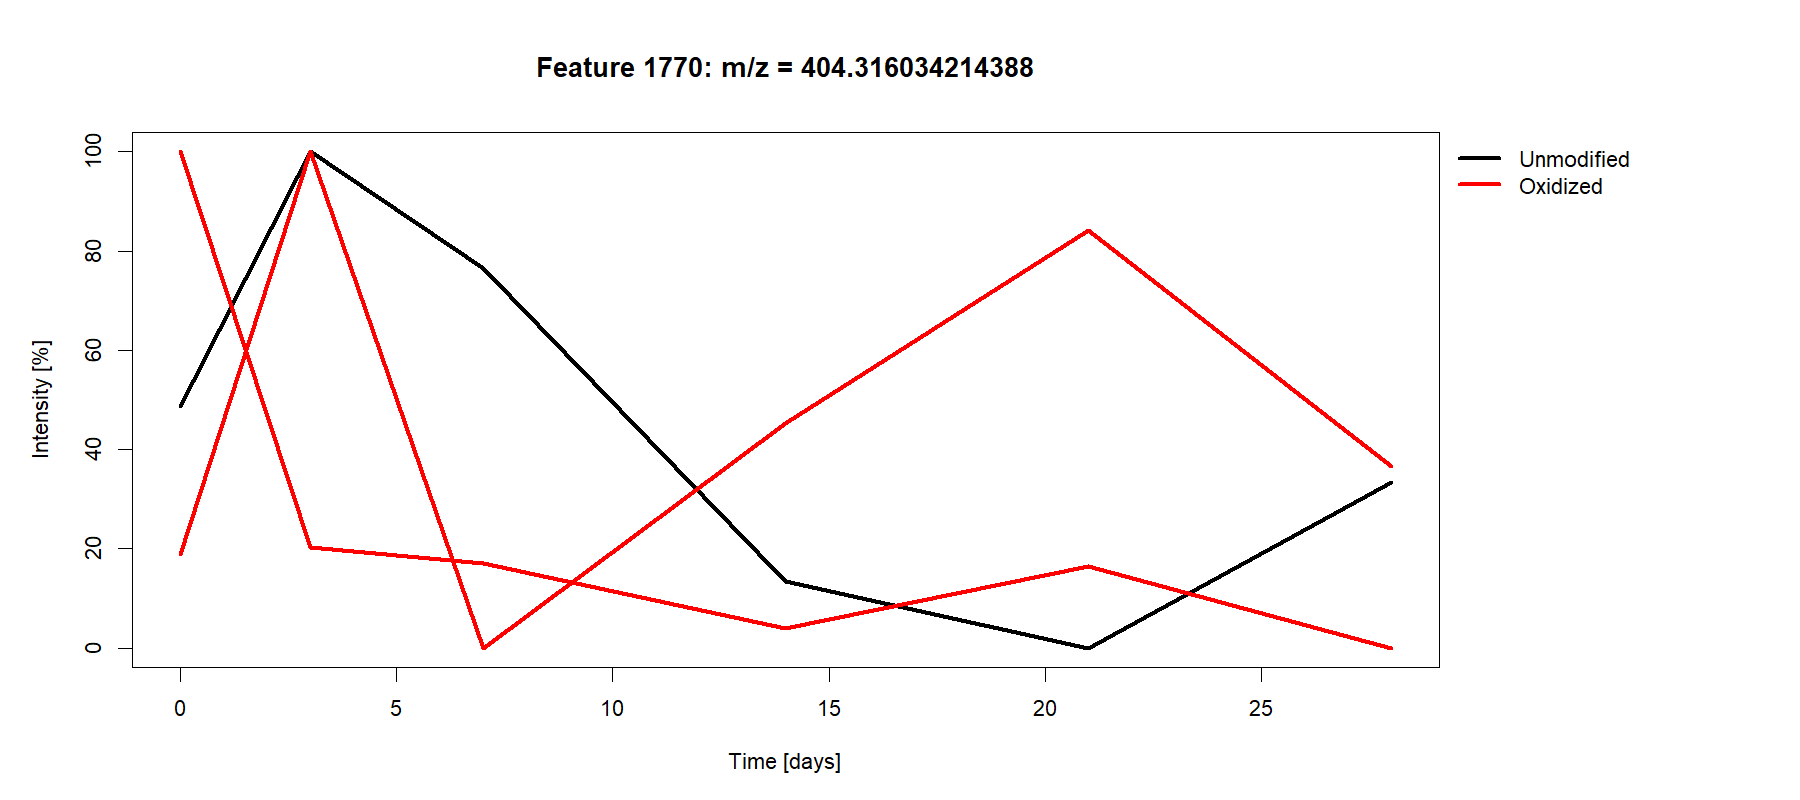 Feature 1770: m/z = 404.316034214388
Unmodified
Oxidized
Intensity [%]
100
80
60
40
20
0
0 5 10 15 20 25
Time [days]